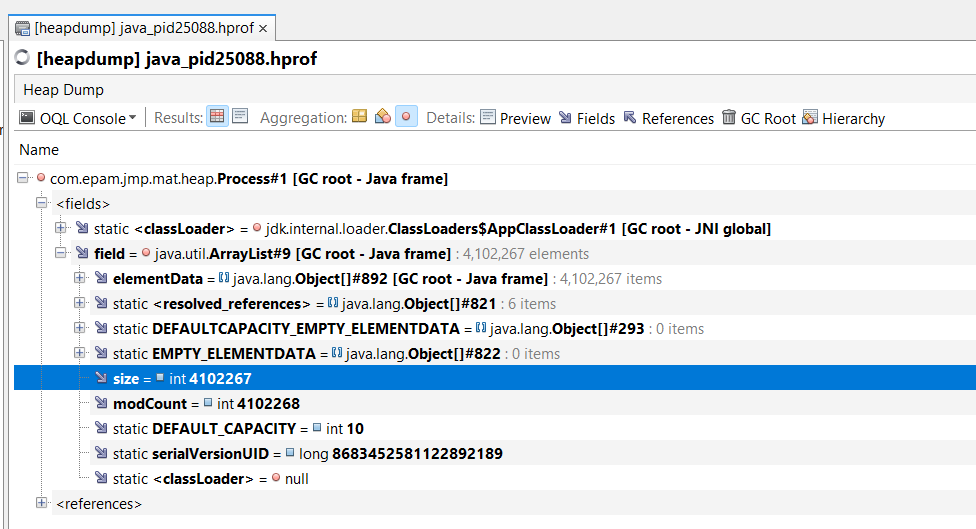 [heapdump] java_pid25088.hprof ×
[heapdump] java_pid25088.hprof
Heap Dump
OQL Console Results: Aggregation: Details: Preview Fields References GC Root Hierarchy
Name
com.epam.jmp.mat.heap.Process#1 [GC root - Java frame]
<fields>
static <classLoader> = jdk.internal.loader.ClassLoaders$AppClassLoader#1 [GC root - JNI global]
field = java.util.ArrayList#9 [GC root - Java frame] : 4,102,267 elements
elementData = java.lang.Object[]#892 [GC root - Java frame] : 4,102,267 items
static <resolved_references> = java.lang.Object[]#821 : 6 items
static DEFAULTCAPACITY_EMPTY_ELEMENTDATA = java.lang.Object[]#293 : 0 items
static EMPTY_ELEMENTDATA = java.lang.Object[]#822 : 0 items
size = int 4102267
modCount = int 4102268
static DEFAULT_CAPACITY = int 10
static serialVersionUID = long 8683452581122892189
static <classLoader> = null
<references>